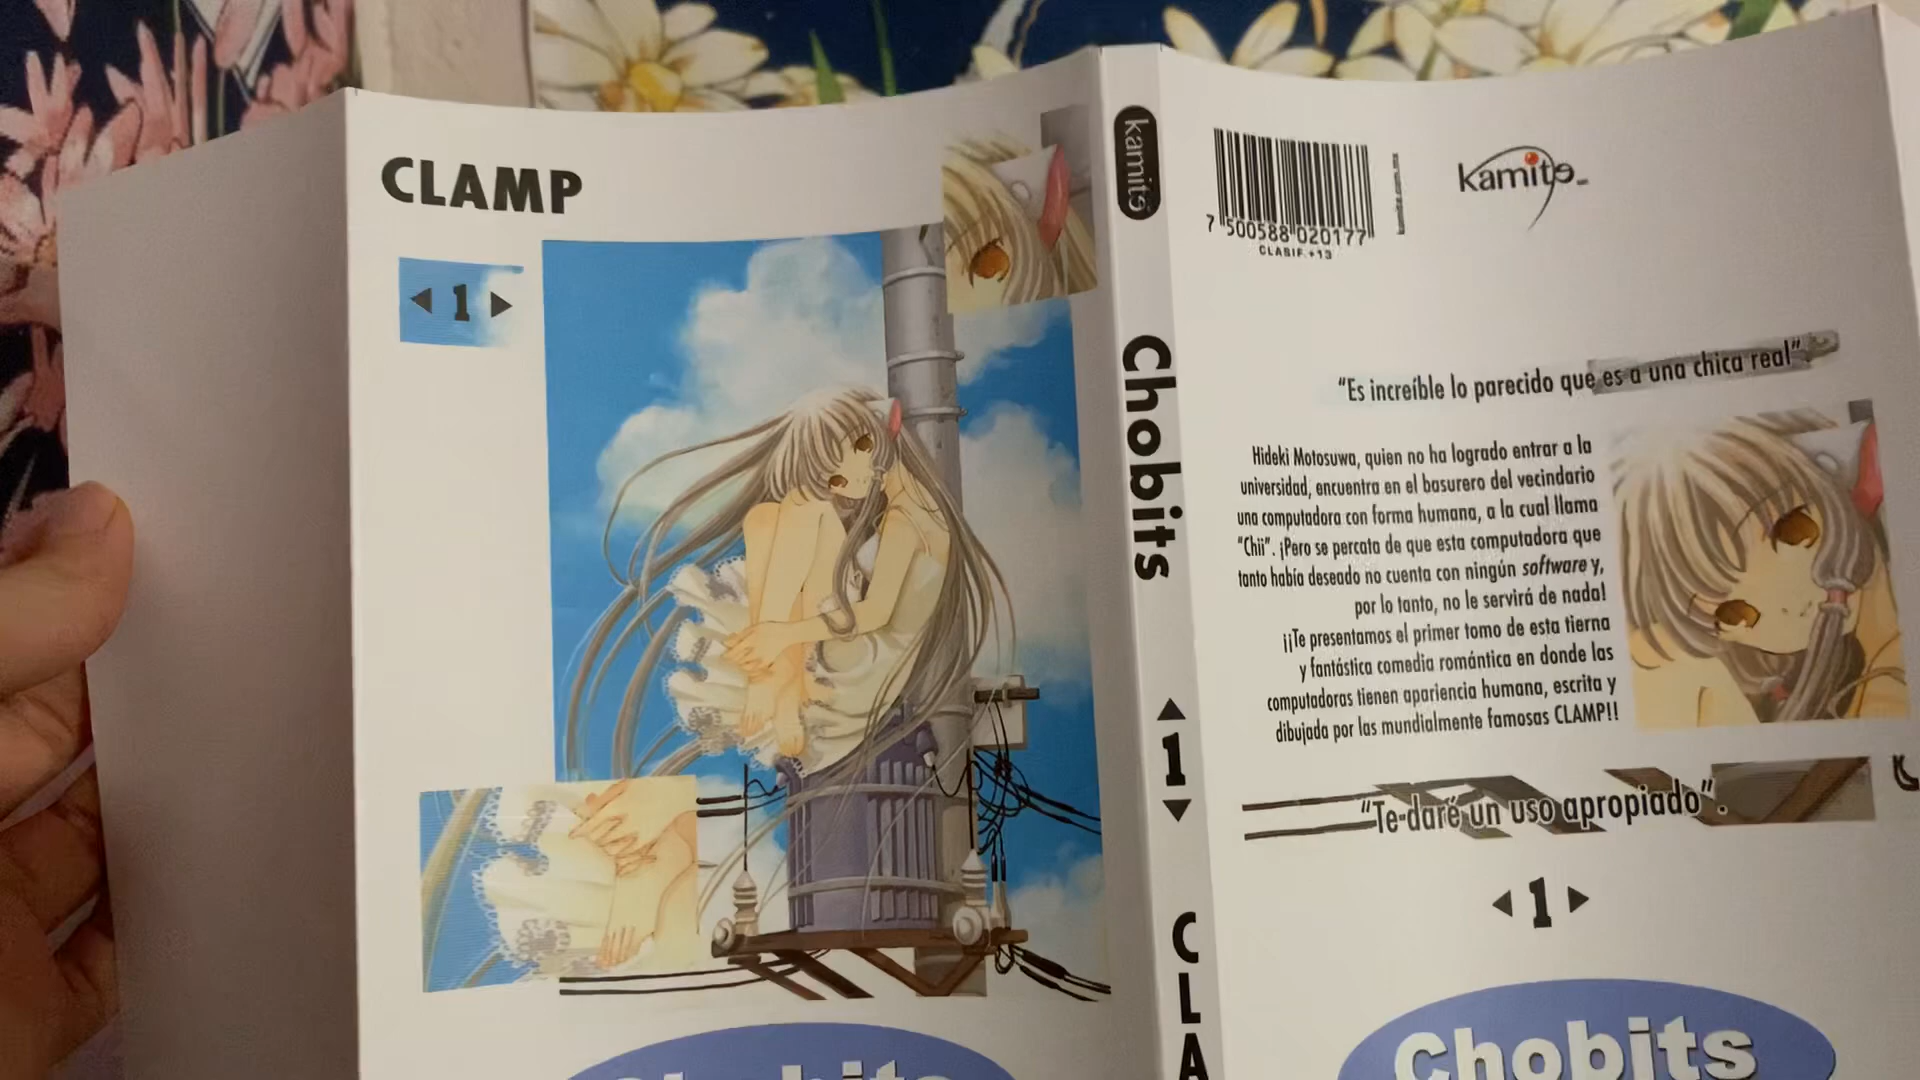 CLAMP
1
Chobits
kamite
Chobits
1
CLA
7 500588 020177
CLASIF. +13
kamite.com.mx
kamite
“Es increíble lo parecido que es a una chica real”
Hideki Motosuwa, quien no ha logrado entrar a la
universidad, encuentra en el basurero del vecindario
una computadora con forma humana, a la cual llama
“Chii”. ¡Pero se percata de que esta computadora que
tanto había deseado no cuenta con ningún software y,
por lo tanto, no le servirá de nada!
¡¡Te presentamos el primer tomo de esta tierna
y fantástica comedia romántica en donde las
computadoras tienen apariencia humana, escrita y
dibujada por las mundialmente famosas CLAMP!!
“Te daré un uso apropiado”.
1
Chobits